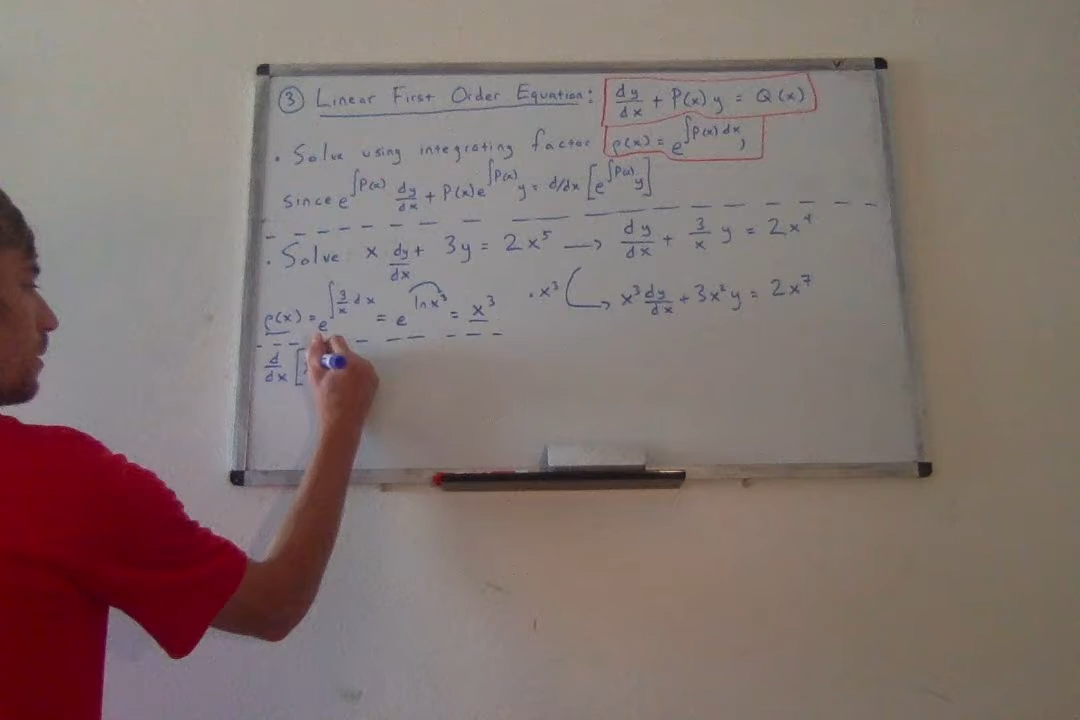 ③ Linear First Order Equation: dy/dx + P(x) y = Q(x)
• Solve using integrating factor ρ(x) = e^{∫P(x) dx},
Since e^{∫P(x)} dy/dx + P(x)e^{∫P(x)} y = d/dx [e^{∫P(x)} y]
• Solve x dy/dx + 3y = 2x⁵ → dy/dx + 3/x y = 2x⁴
ρ(x) = e^{∫3/x dx} = e^{ln x³} = x³ • x³ ( → x³ dy/dx + 3x² y = 2x⁷
d/dx [